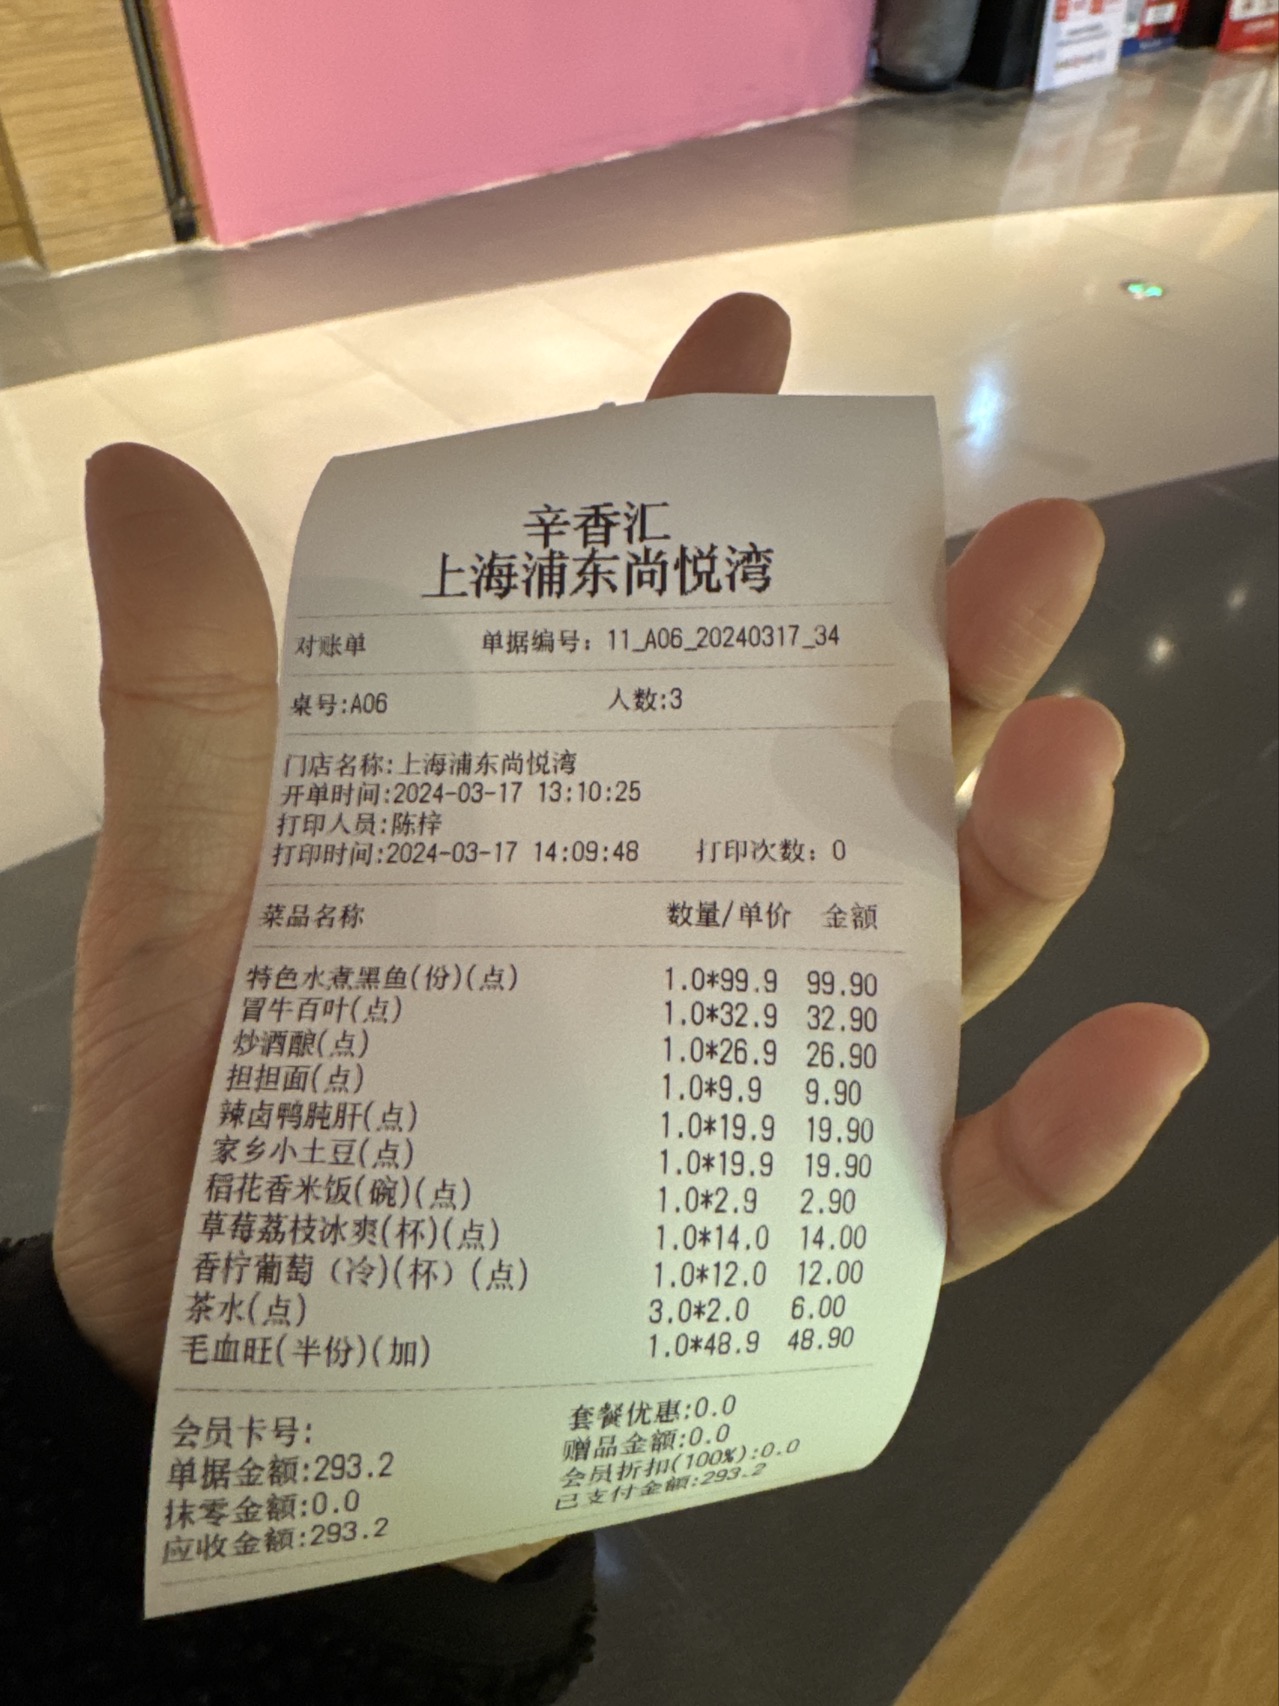 辛香汇
上海浦东尚悦湾
对账单 单据编号：11_A06_20240317_34
桌号:A06 人数:3
门店名称:上海浦东尚悦湾
开单时间:2024-03-17 13:10:25
打印人员:陈梓
打印时间:2024-03-17 14:09:48 打印次数：0
菜品名称 数量/单价 金额
特色水煮黑鱼(份)(点) 1.0*99.9 99.90
冒牛百叶(点) 1.0*32.9 32.90
炒酒酿(点) 1.0*26.9 26.90
担担面(点) 1.0*9.9 9.90
辣卤鸭肫肝(点) 1.0*19.9 19.90
家乡小土豆(点) 1.0*19.9 19.90
稻花香米饭(碗)(点) 1.0*2.9 2.90
草莓荔枝冰爽(杯)(点) 1.0*14.0 14.00
香柠葡萄（冷)(杯）(点) 1.0*12.0 12.00
茶水(点) 3.0*2.0 6.00
毛血旺(半份)(加) 1.0*48.9 48.90
会员卡号: 套餐优惠:0.0
单据金额:293.2 赠品金额:0.0
抹零金额:0.0 会员折扣(100%):0.0
应收金额:293.2 已支付金额:293.2